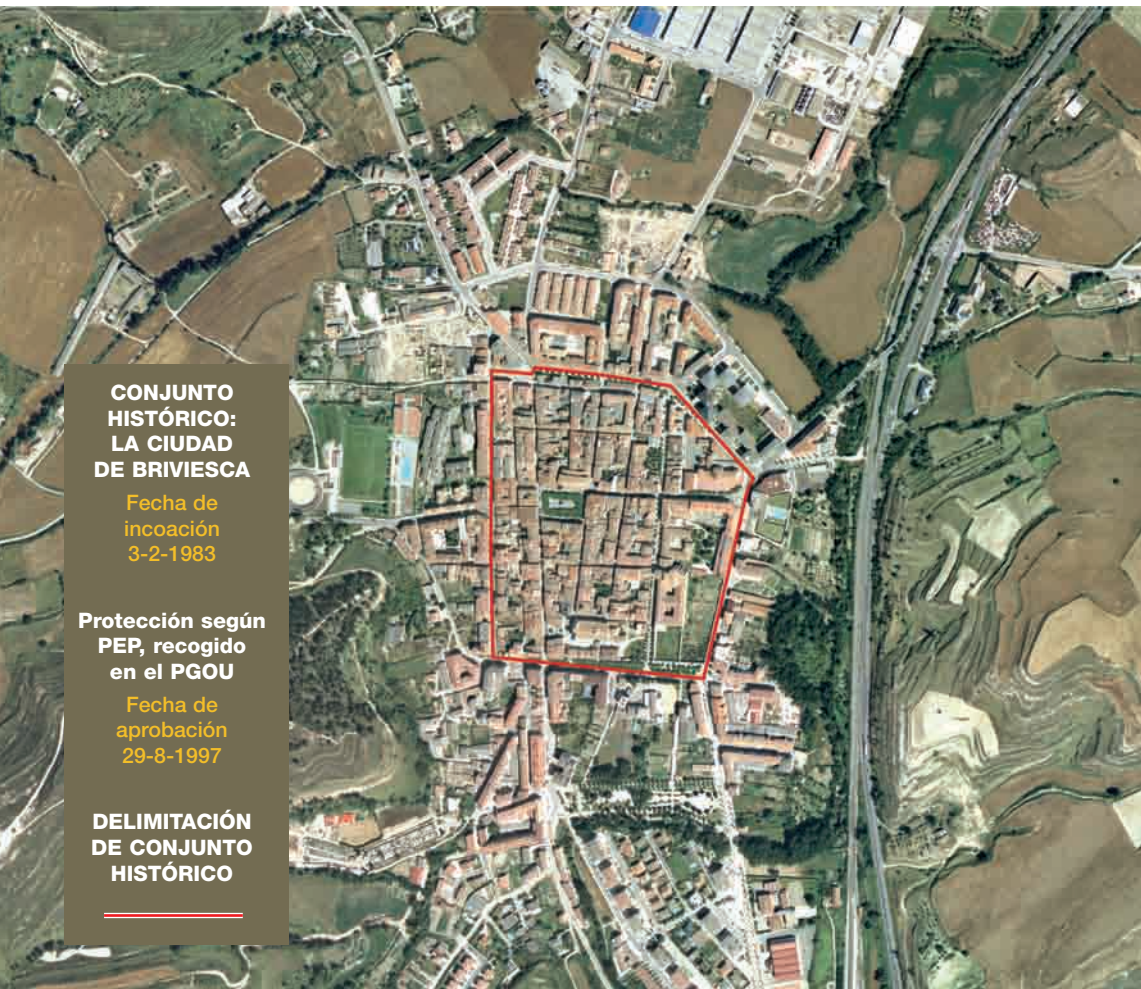 CONJUNTO
HISTÓRICO:
LA CIUDAD
DE BRIVIESCA
Fecha de
incoación
3-2-1983
Protección según
PEP, recogido
en el PGOU
Fecha de
aprobación
29-8-1997
DELIMITACIÓN
DE CONJUNTO
HISTÓRICO